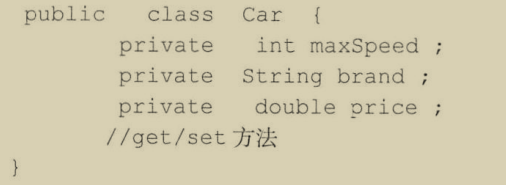 public class Car {
private int maxSpeed ;
private String brand ;
private double price ;
//get/set 方法
}